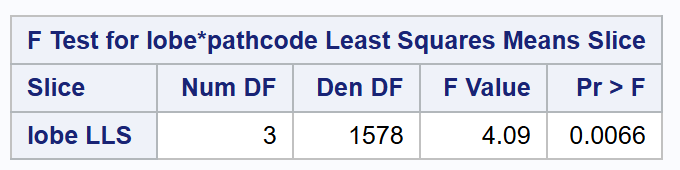 F Test for lobe*pathcode Least Squares Means Slice
Slice Num DF Den DF F Value Pr > F
lobe LLS 3 1578 4.09 0.0066